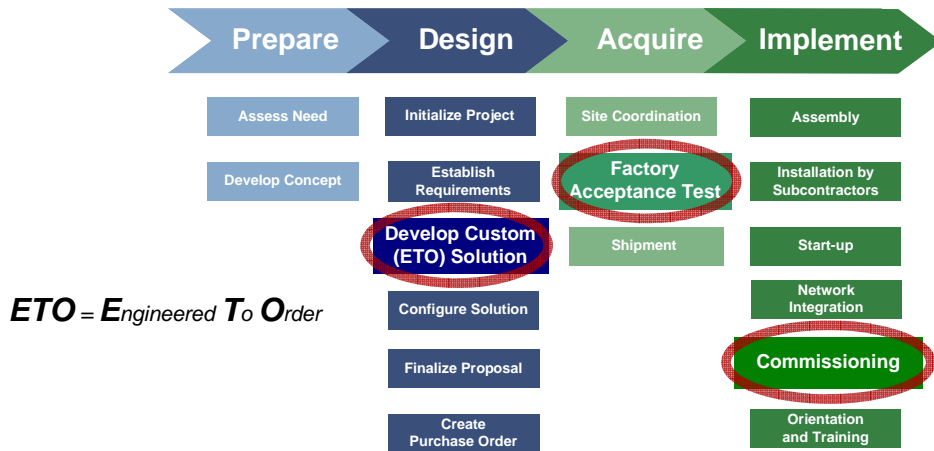 Prepare
Design
Acquire
Implement
Assess Need
Develop Concept
Initialize Project
Establish
Requirements
Develop Custom
(ETO) Solution
Configure Solution
Finalize Proposal
Create
Purchase Order
Site Coordination
Factory
Acceptance Test
Shipment
Assembly
Installation by
Subcontractors
Start-up
Network
Integration
Commissioning
Orientation
and Training
ETO = Engineered To Order